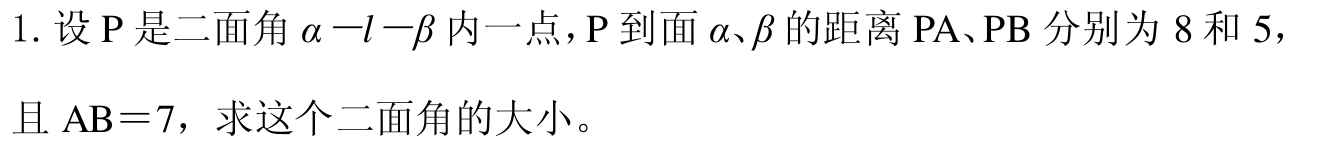 1. 设 P 是二面角 α－l－β 内一点，P 到面 α、β 的距离 PA、PB 分别为 8 和 5，
且 AB＝7，求这个二面角的大小。